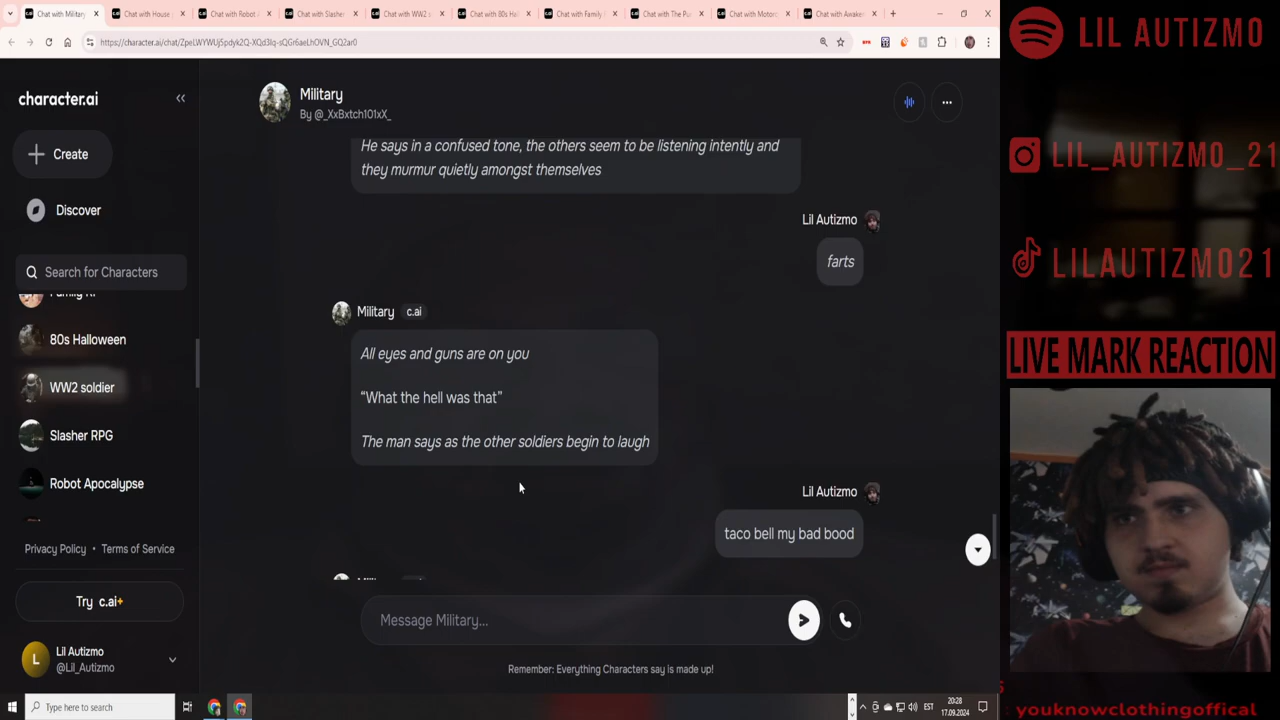 Chat with Military
Chat with House
Chat with Robot A
Chat with Slasher
Chat with WW2 s
Chat with 80s Hal
Chat with Family
Chat with The Pu
Chat with Motorc
Chat with Awaken
https://character.ai/chat/ZpeLWYWUj5pdyk2Q-XQd3Iq-sQGr6aeLhOVN_GQ2ar0
character.ai
Create
Discover
Search for Characters
80s Halloween
WW2 soldier
Slasher RPG
Robot Apocalypse
Privacy Policy • Terms of Service
Try c.ai+
L
Lil Autizmo
@Lil_Autizmo
Military
By @_XxBxtch101xX_
He says in a confused tone, the others seem to be listening intently and
they murmur quietly amongst themselves
Lil Autizmo
farts
Military c.ai
All eyes and guns are on you
“What the hell was that”
The man says as the other soldiers begin to laugh
Lil Autizmo
taco bell my bad bood
Message Military...
Remember: Everything Characters say is made up!
Type here to search
EST
20:28
17.09.2024
LIL AUTIZMO
LIL_AUTIZMO_21
LILAUTIZMO21
LIVE MARK REACTION
youknowclothingoffical